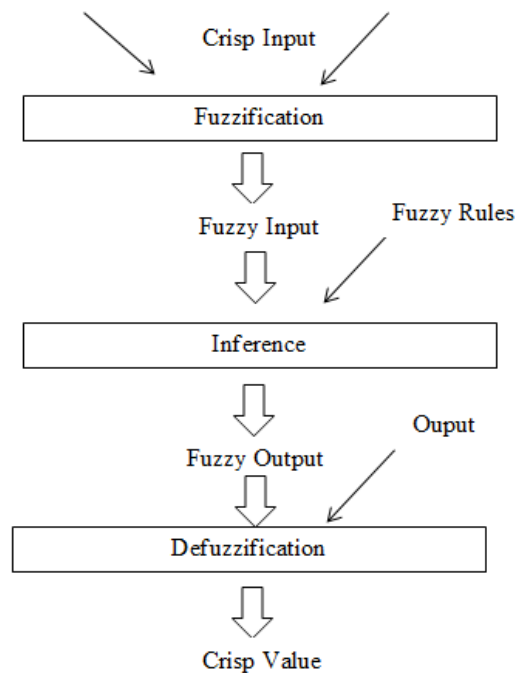 Crisp Input
Fuzzification
Fuzzy Input
Fuzzy Rules
Inference
Ouput
Fuzzy Output
Defuzzification
Crisp Value